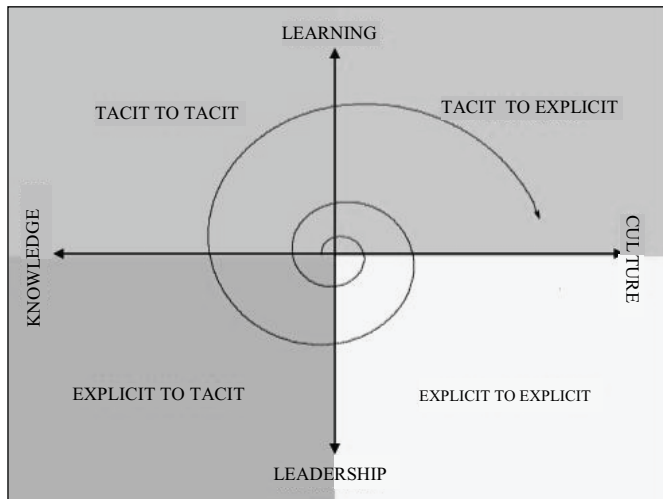 LEARNING
TACIT TO TACIT
TACIT TO EXPLICIT
KNOWLEDGE
CULTURE
EXPLICIT TO TACIT
EXPLICIT TO EXPLICIT
LEADERSHIP